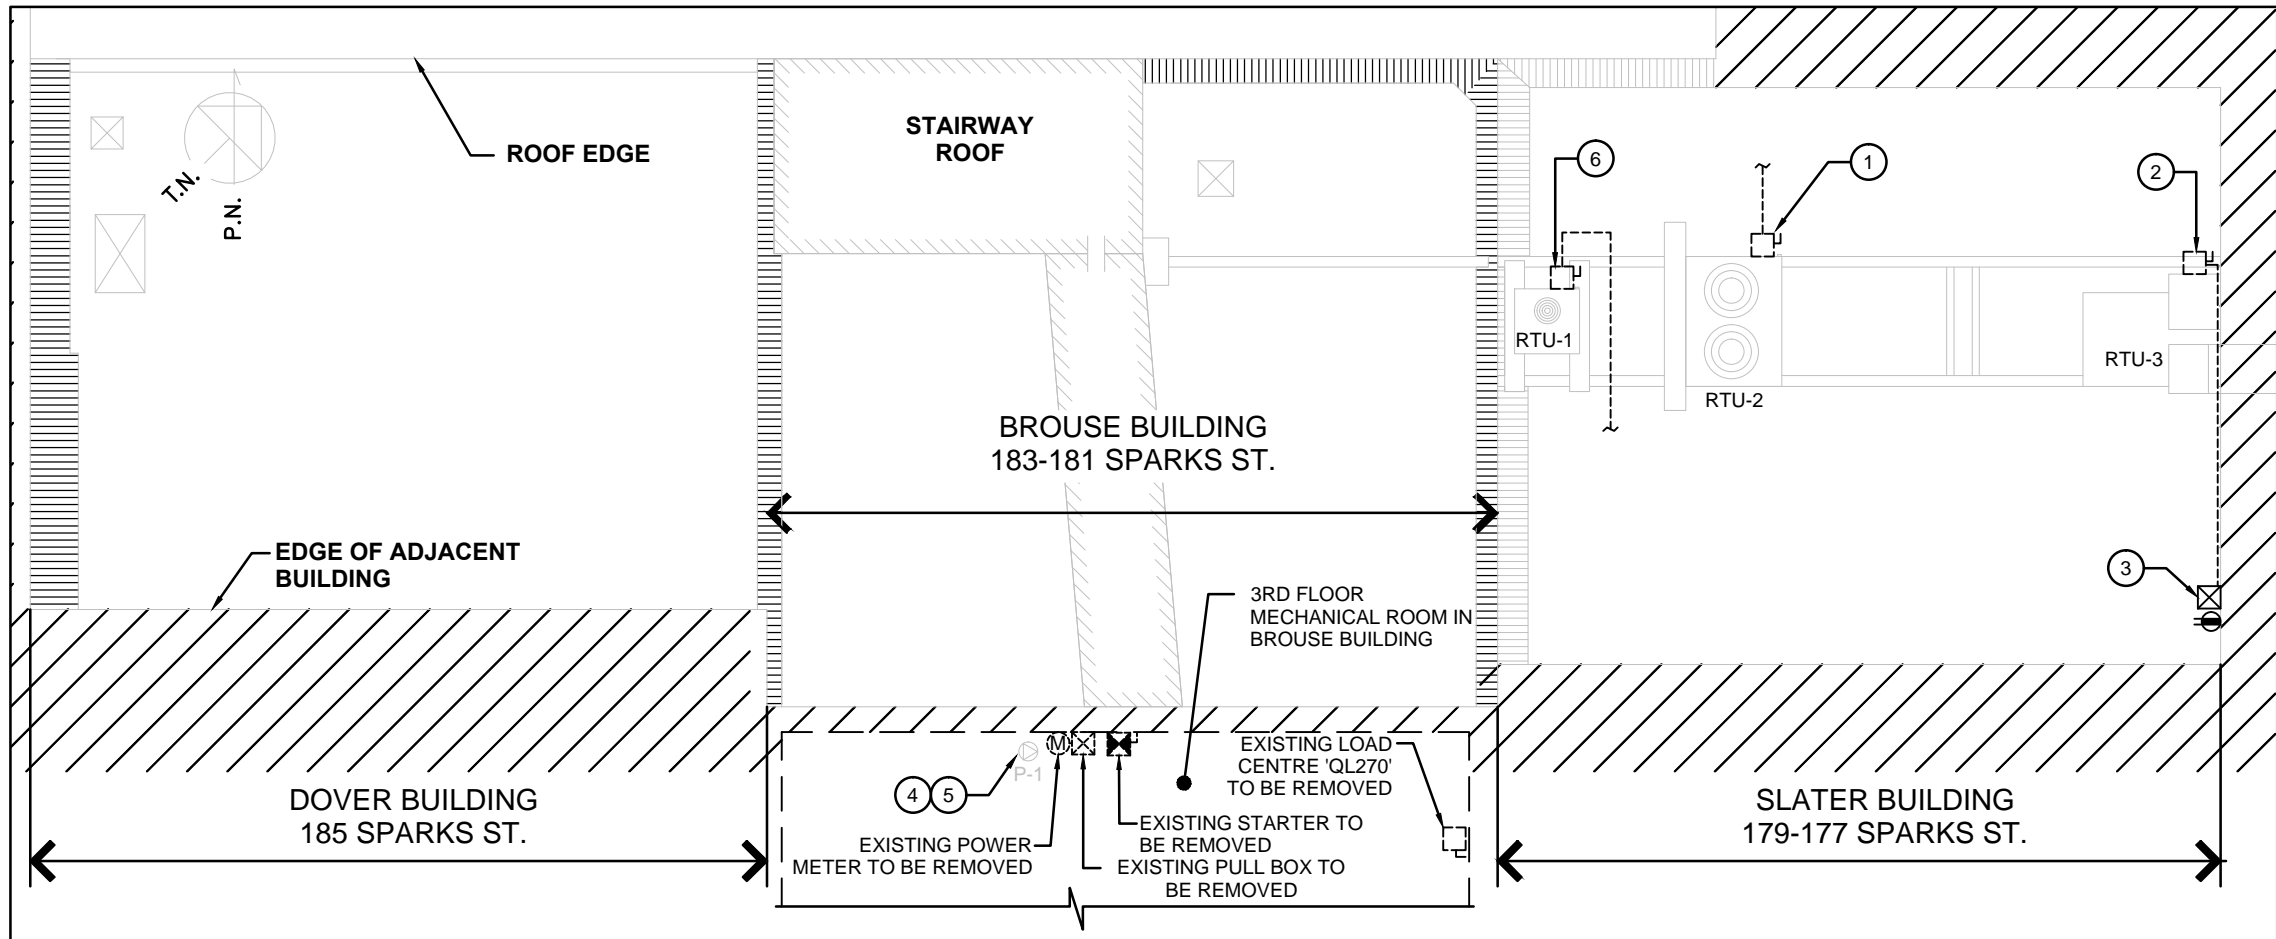 STAIRWAY
ROOF
ROOF EDGE
T.N.
P.N.
6
1
2
RTU-1
RTU-2
RTU-3
BROUSE BUILDING
183-181 SPARKS ST.
EDGE OF ADJACENT
BUILDING
3
3RD FLOOR
MECHANICAL ROOM IN
BROUSE BUILDING
M
P-1
4
5
EXISTING LOAD
CENTRE 'QL270'
TO BE REMOVED
EXISTING STARTER TO
BE REMOVED
EXISTING POWER
METER TO BE REMOVED
EXISTING PULL BOX TO
BE REMOVED
DOVER BUILDING
185 SPARKS ST.
SLATER BUILDING
179-177 SPARKS ST.